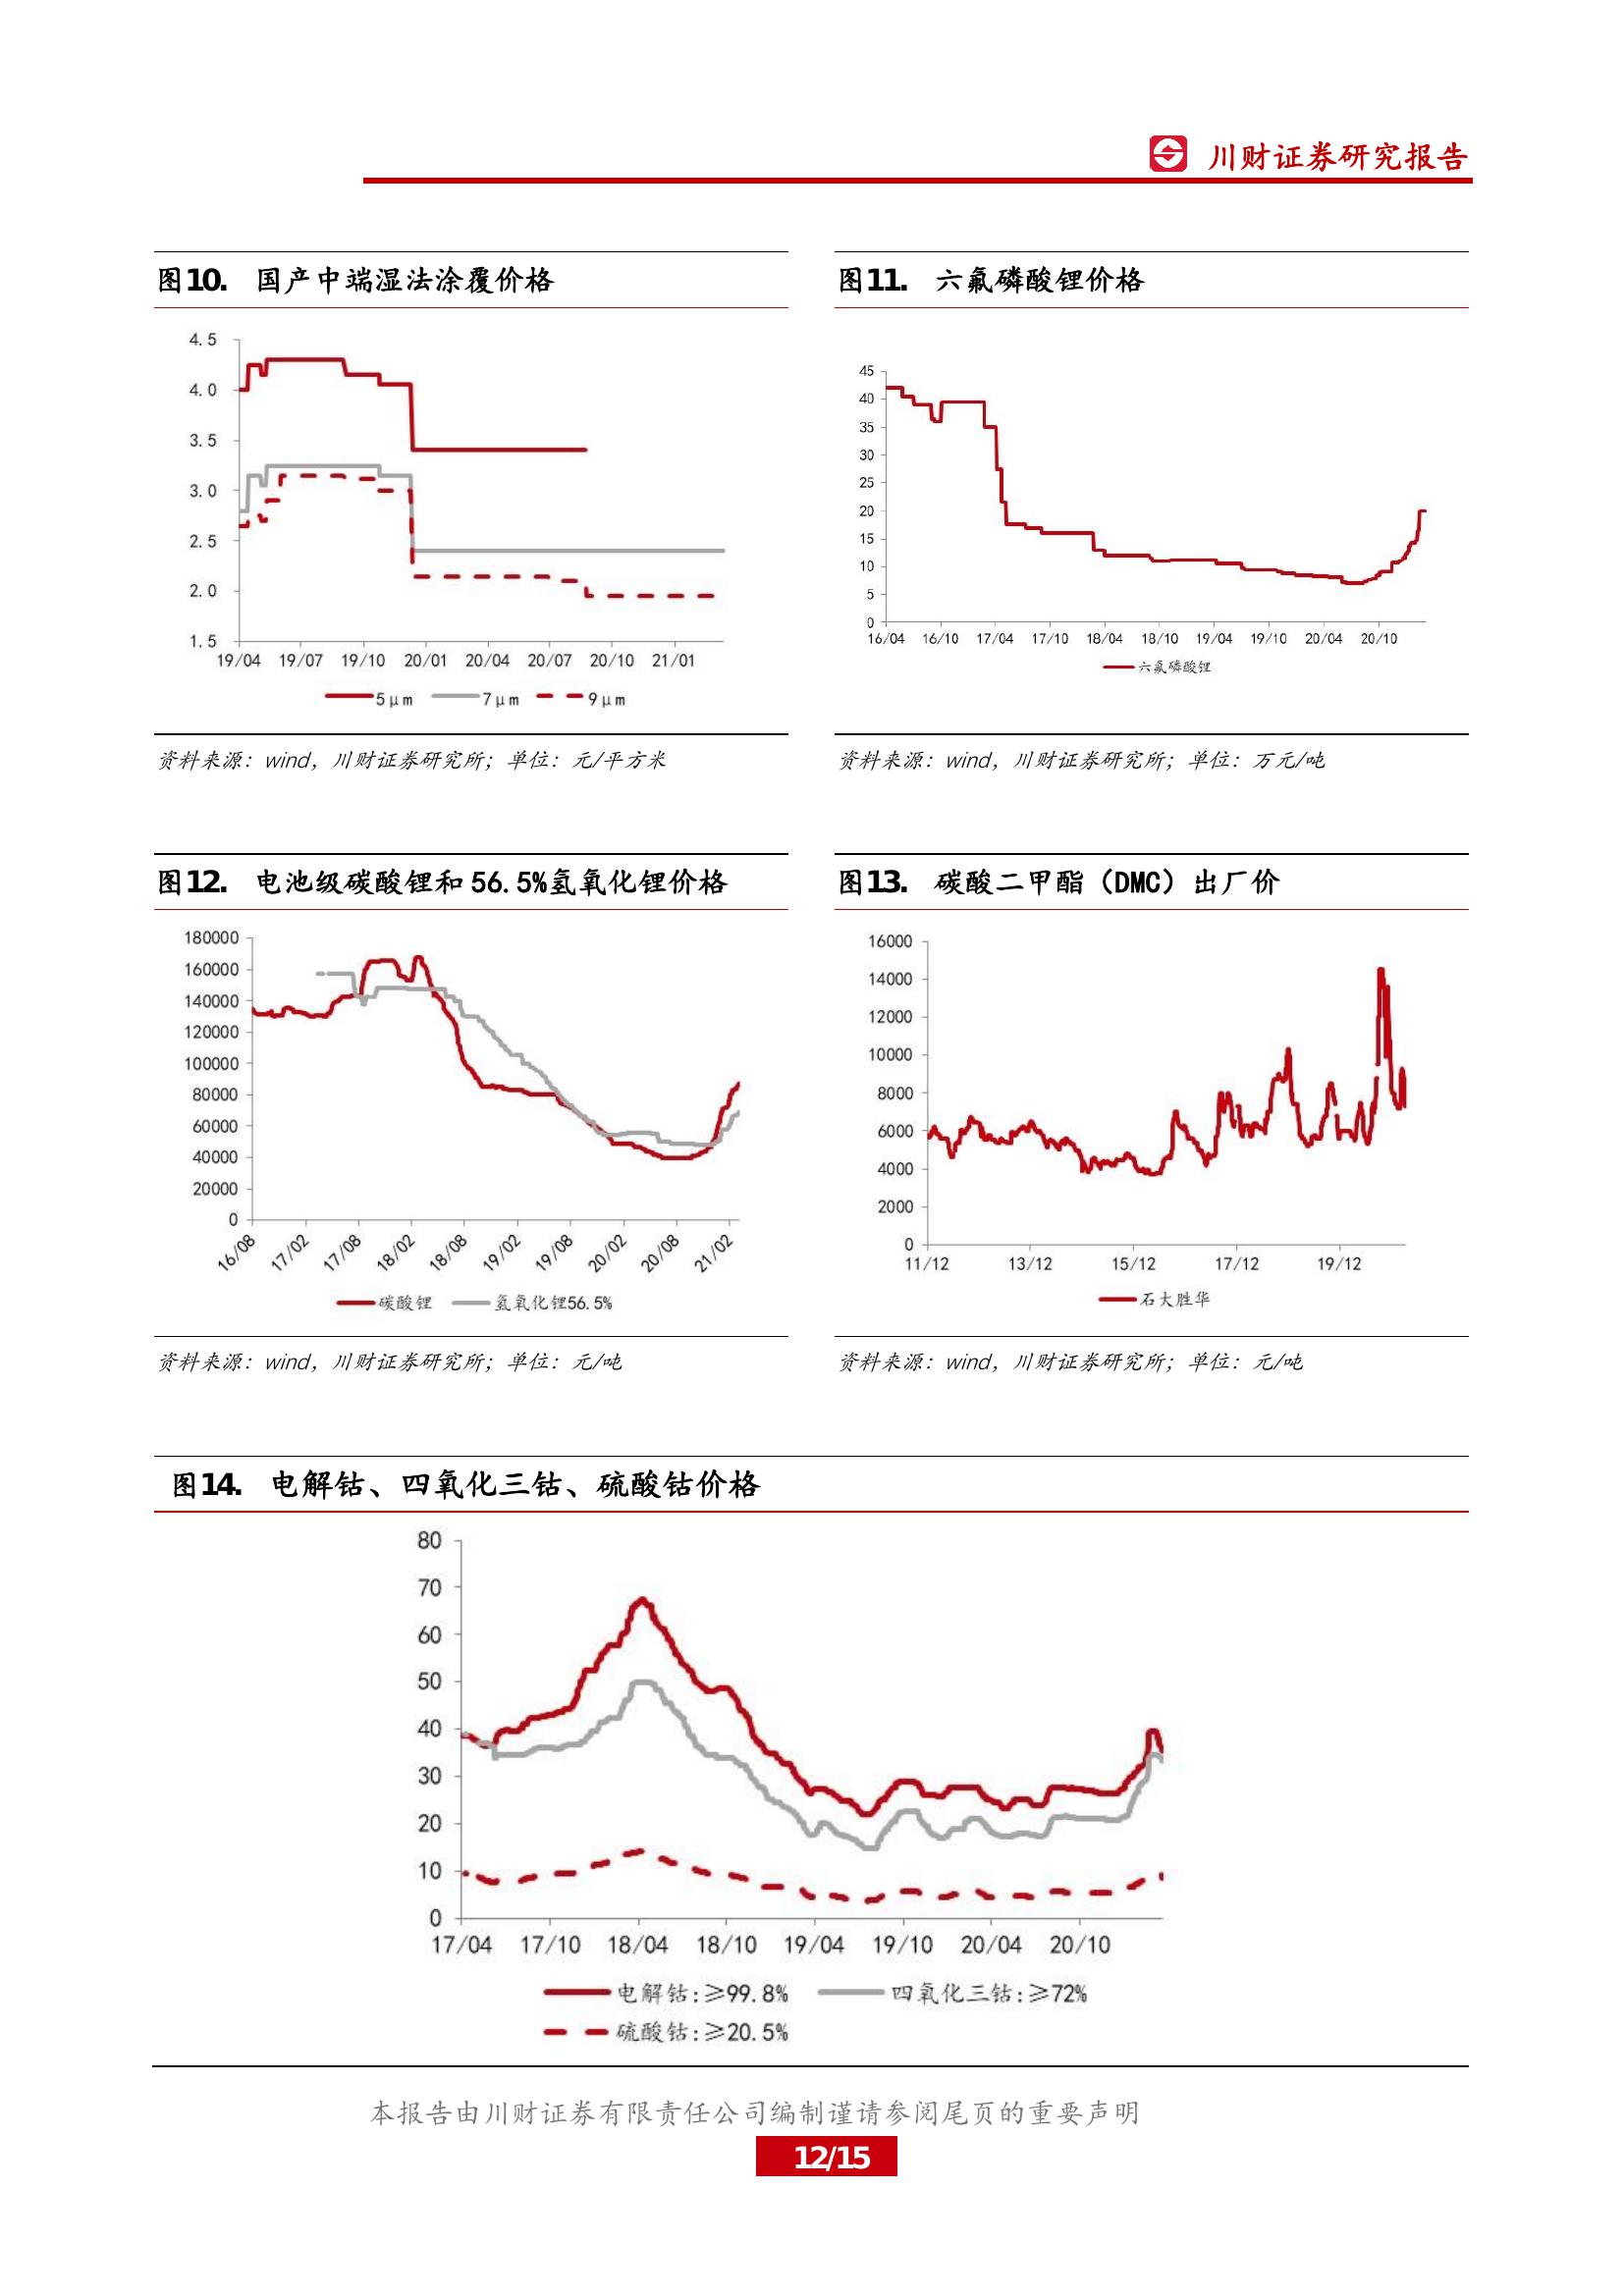 川财证券研究报告
图10. 国产中端湿法涂覆价格
4.5
4.0
3.5
3.0
2.5
2.0
1.5
19/04 19/07 19/10 20/01 20/04 20/07 20/10 21/01
5μm 7μm 9μm
资料来源：wind，川财证券研究所；单位：元/平方米
图11. 六氟磷酸锂价格
45
40
35
30
25
20
15
10
5
0
16/04 16/10 17/04 17/10 18/04 18/10 19/04 19/10 20/04 20/10
六氟磷酸锂
资料来源：wind，川财证券研究所；单位：万元/吨
图12. 电池级碳酸锂和 56.5%氢氧化锂价格
180000
160000
140000
120000
100000
80000
60000
40000
20000
0
16/08 17/02 17/08 18/02 18/08 19/02 19/08 20/02 20/08 21/02
碳酸锂 氢氧化锂56.5%
资料来源：wind，川财证券研究所；单位：元/吨
图13. 碳酸二甲酯（DMC）出厂价
16000
14000
12000
10000
8000
6000
4000
2000
0
11/12 13/12 15/12 17/12 19/12
石大胜华
资料来源：wind，川财证券研究所；单位：元/吨
图14. 电解钴、四氧化三钴、硫酸钴价格
80
70
60
50
40
30
20
10
0
17/04 17/10 18/04 18/10 19/04 19/10 20/04 20/10
电解钴:≥99.8% 四氧化三钴:≥72%
硫酸钴:≥20.5%
本报告由川财证券有限责任公司编制谨请参阅尾页的重要声明
12/15